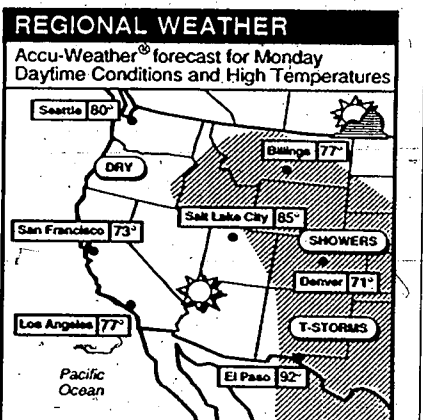 REGIONAL WEATHER
Accu-Weather® forecast for Monday
Daytime Conditions and High Temperatures
Seattle 80°
Billings 77°
DRY
Salt Lake City 85°
San Francisco 73°
SHOWERS
Denver 71°
Los Angeles 77°
T-STORMS
El Paso 92°
Pacific
Ocean